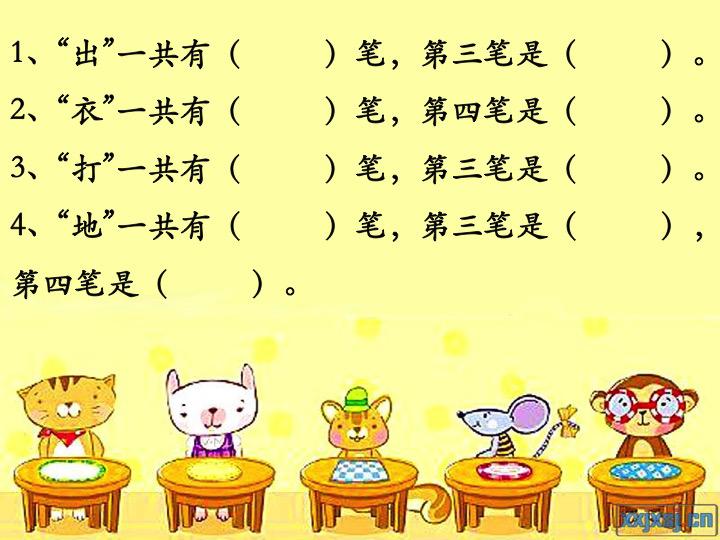 1、“出”一共有（  ）笔，第三笔是（  ）。
2、“衣”一共有（  ）笔，第四笔是（  ）。
3、“打”一共有（  ）笔，第三笔是（  ）。
4、“地”一共有（  ）笔，第三笔是（  ），
第四笔是（  ）。
xxjxsj.cn